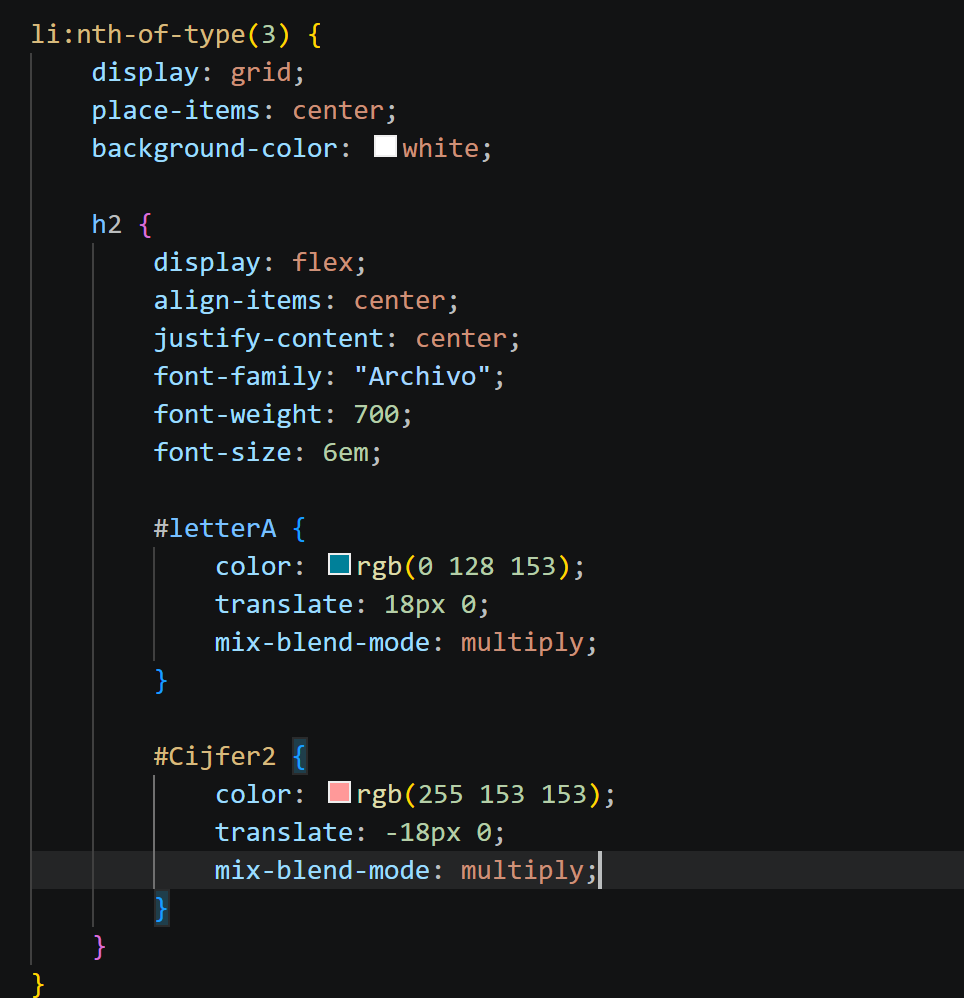 li:nth-of-type(3) {
    display: grid;
    place-items: center;
    background-color: white;

    h2 {
        display: flex;
        align-items: center;
        justify-content: center;
        font-family: "Archivo";
        font-weight: 700;
        font-size: 6em;

        #letterA {
            color: rgb(0 128 153);
            translate: 18px 0;
            mix-blend-mode: multiply;
        }

        #Cijfer2 {
            color: rgb(255 153 153);
            translate: -18px 0;
            mix-blend-mode: multiply;
        }
    }
}